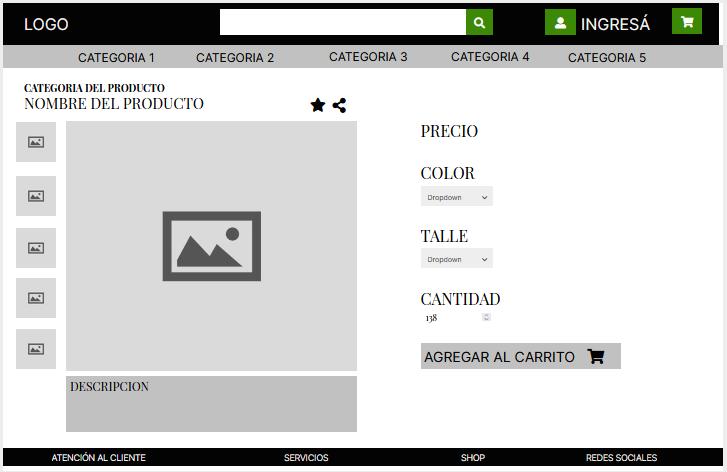 LOGO
INGRESÁ
CATEGORIA 1
CATEGORIA 2
CATEGORIA 3
CATEGORIA 4
CATEGORIA 5
CATEGORIA DEL PRODUCTO
NOMBRE DEL PRODUCTO
PRECIO
COLOR
Dropdown
TALLE
Dropdown
CANTIDAD
138
AGREGAR AL CARRITO
DESCRIPCION
ATENCIÓN AL CLIENTE
SERVICIOS
SHOP
REDES SOCIALES